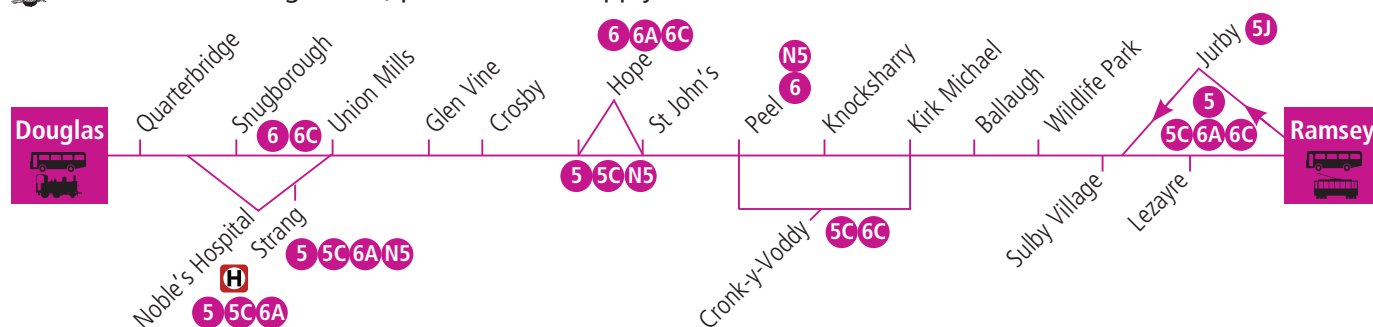 Douglas
Quarterbridge
Snugborough
6 6C
Union Mills
Noble's Hospital
H
5 5C 6A
Strang
5 5C 6A N5
Glen Vine
Crosby
6 6A 6C
Hope
5 5C N5
St John's
N5
6
Peel
Knocksharry
Cronk-y-Voddy
5C 6C
Kirk Michael
Ballaugh
Wildlife Park
Sulby Village
Jurby
5J
5
5C 6A 6C
Lezayre
Ramsey